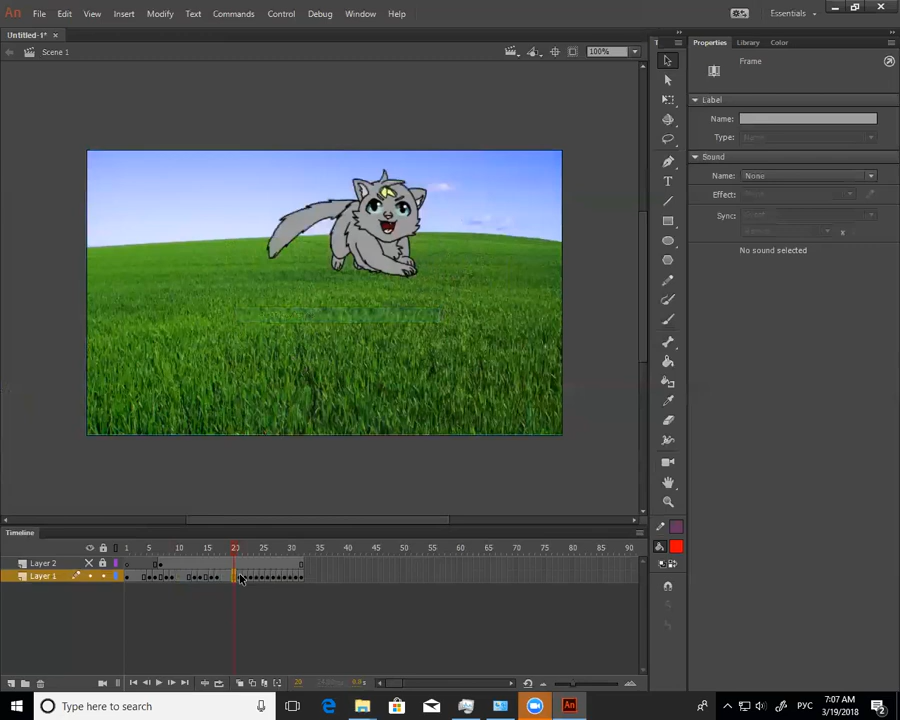 An File Edit View Insert Modify Text Commands Control Debug Window Help Essentials
Untitled-1* ×
Scene 1 100%
Properties Library Color
Frame
Label
Name:
Type:
Sound
Name: None
Effect:
Sync:
x
No sound selected
Timeline
1 5 10 15 20 25 30 35 40 45 50 55 60 65 70 75 80 85 90
Layer 2
Layer 1
20
Type here to search
РУС
7:07 AM
3/19/2018
2